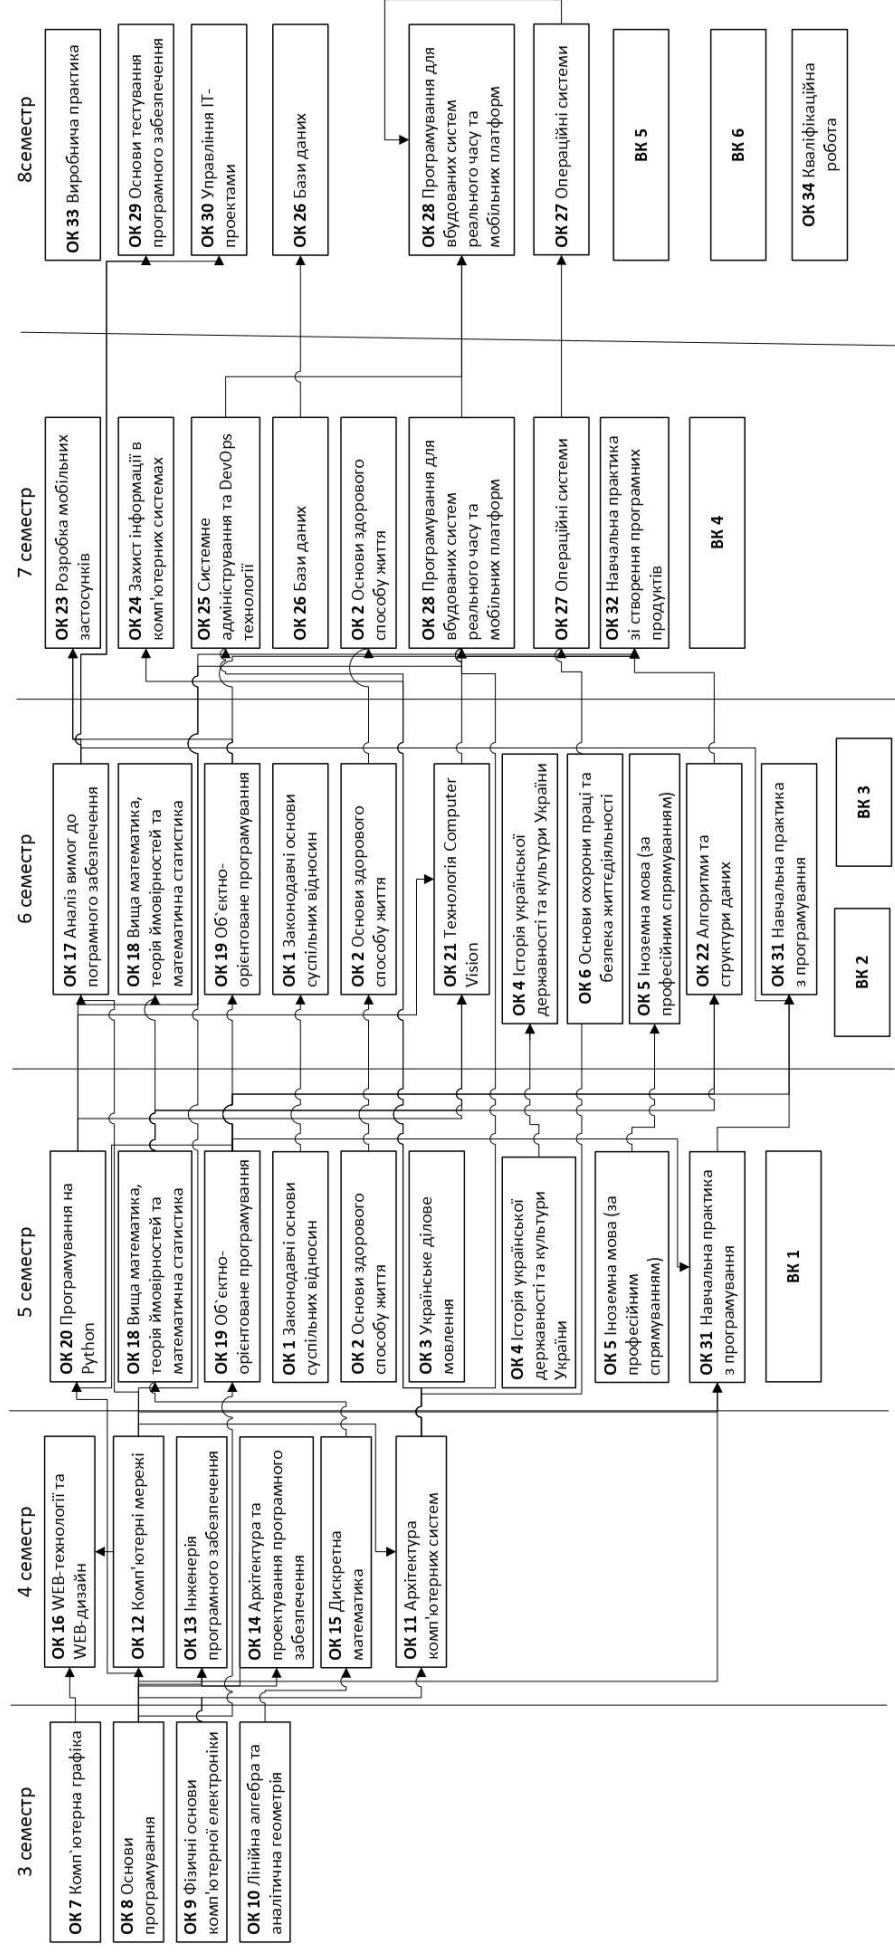 3 семестр
ОК 7 Комп`ютерна графіка
ОК 8 Основи
програмування
ОК 9 Фізичні основи
комп'ютерної електроніки
ОК 10 Лінійна алгебра та
аналітична геометрія
4 семестр
ОК 16 WEB-технології та
WEB-дизайн
ОК 12 Комп'ютерні мережі
ОК 13 Інженерія
програмного забезпечення
ОК 14 Архітектура та
проектування програмного
забезпечення
ОК 15 Дискретна
математика
ОК 11 Архітектура
комп'ютерних систем
5 семестр
ОК 20 Програмування на
Python
ОК 18 Вища математика,
теорія ймовірностей та
математична статистика
ОК 19 Об`єктно-
орієнтоване програмування
ОК 1 Законодавчі основи
суспільних відносин
ОК 2 Основи здорового
способу життя
ОК 3 Українське ділове
мовлення
ОК 4 Історія української
державності та культури
України
ОК 5 Іноземна мова (за
професійним
спрямуванням)
ОК 31 Навчальна практика
з програмування
ВК 1
6 семестр
ОК 17 Аналіз вимог до
пограмного забезпечення
ОК 18 Вища математика,
теорія ймовірностей та
математична статистика
ОК 19 Об`єктно-
орієнтоване програмування
ОК 1 Законодавчі основи
суспільних відносин
ОК 2 Основи здорового
способу життя
ОК 21 Технологія Computer
Vision
ОК 4 Історія української
державності та культури України
ОК 6 Основи охорони праці та
безпека життєдіяльності
ОК 5 Іноземна мова (за
професійним спрямуванням)
ОК 22 Алгоритми та
структури даних
ОК 31 Навчальна практика
з програмування
ВК 2
ВК 3
7 семестр
ОК 23 Розробка мобільних
застосунків
ОК 24 Захист інформації в
комп'ютерних системах
ОК 25 Системне
адміністрування та DevOps
технології
ОК 26 Бази даних
ОК 2 Основи здорового
способу життя
ОК 28 Програмування для
вбудованих систем
реального часу та
мобільних платформ
ОК 27 Операційні системи
ОК 32 Навчальна практика
зі створення програмних
продуктів
ВК 4
8семестр
ОК 33 Виробнича практика
ОК 29 Основи тестування
програмного забезпечення
ОК 30 Управління ІТ-
проектами
ОК 26 Бази даних
ОК 28 Програмування для
вбудованих систем
реального часу та
мобільних платформ
ОК 27 Операційні системи
ВК 5
ВК 6
ОК 34 Кваліфікаційна
робота